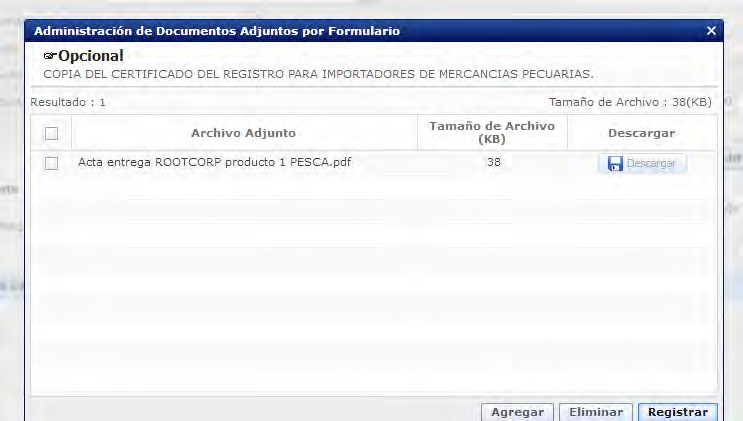 Administración de Documentos Adjuntos por Formulario
☞Opcional
COPIA DEL CERTIFICADO DEL REGISTRO PARA IMPORTADORES DE MERCANCIAS PECUARIAS.
Resultado : 1 Tamaño de Archivo : 38(KB)
Archivo Adjunto Tamaño de Archivo (KB) Descargar
Acta entrega ROOTCORP producto 1 PESCA.pdf 38 Descargar
Agregar Eliminar Registrar